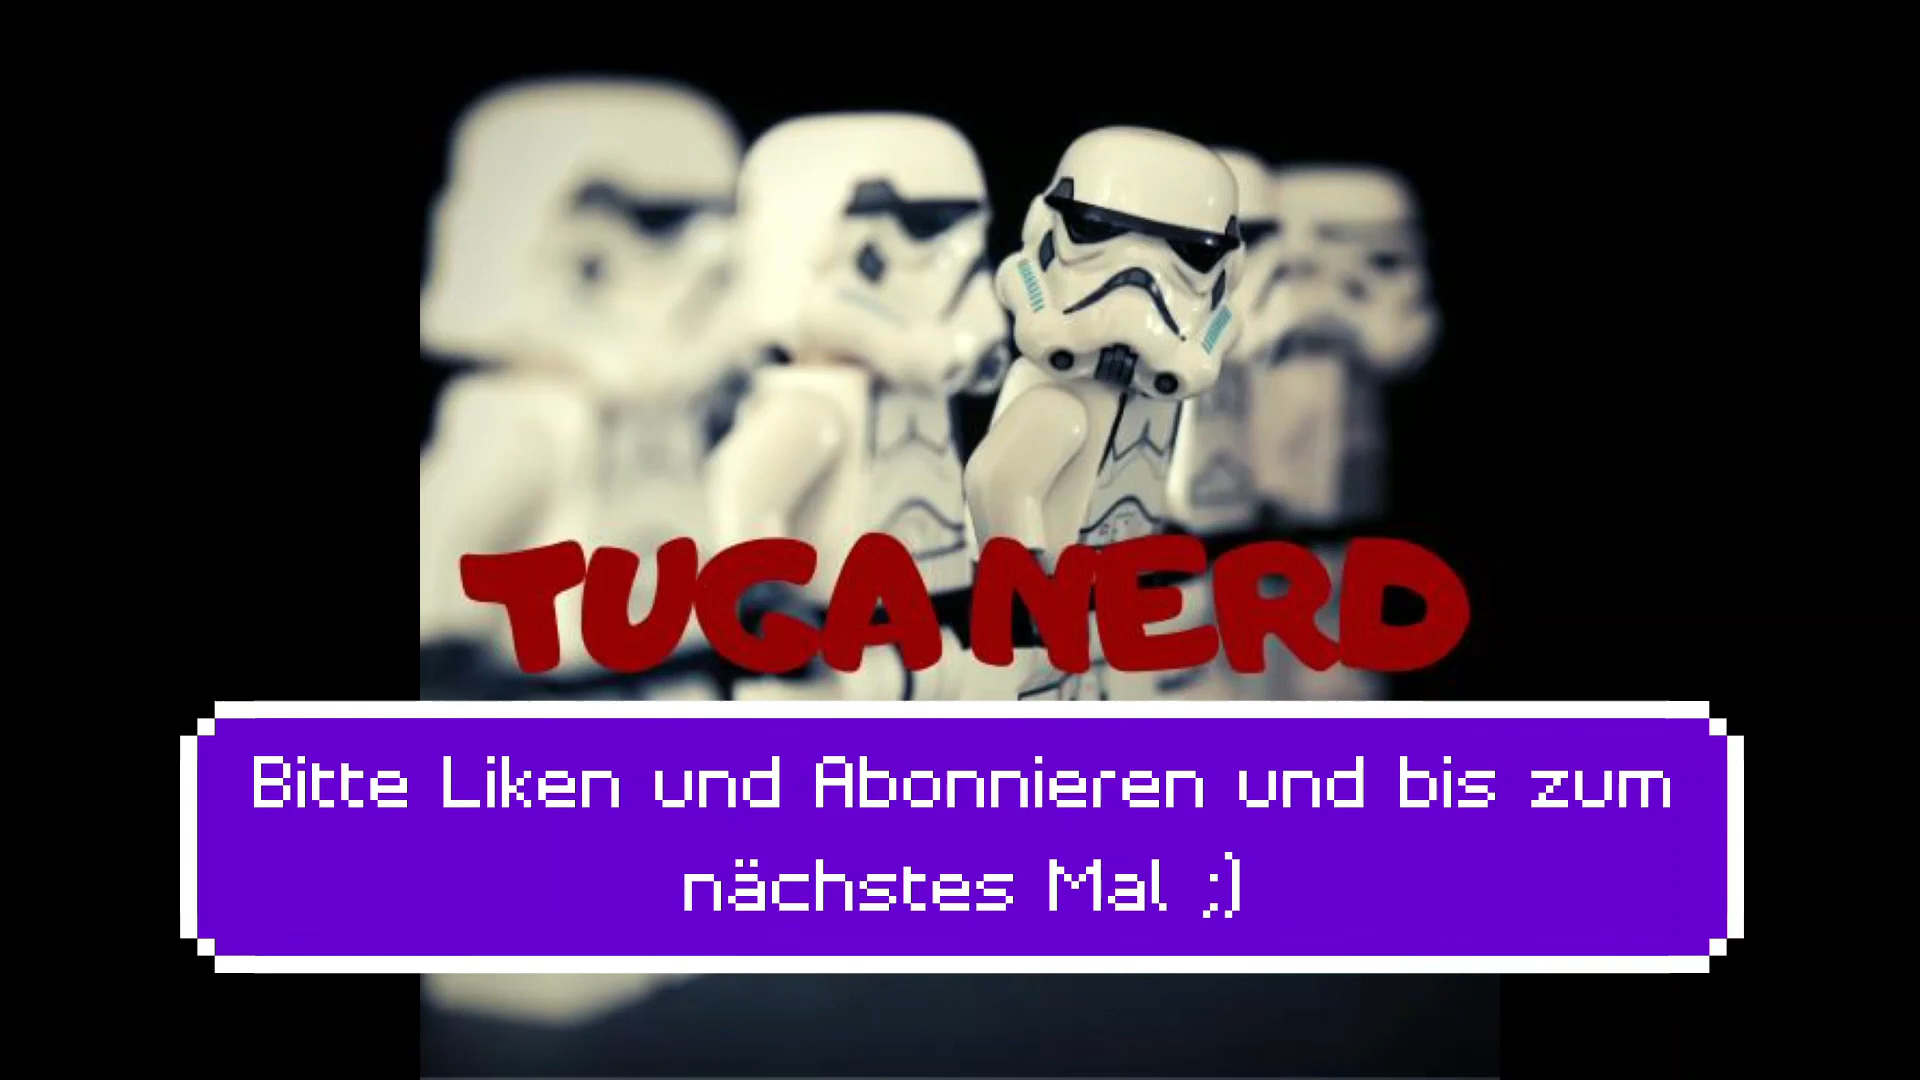 TUGA NERD
Bitte Liken und Abonnieren und bis zum
nächstes Mal ;)